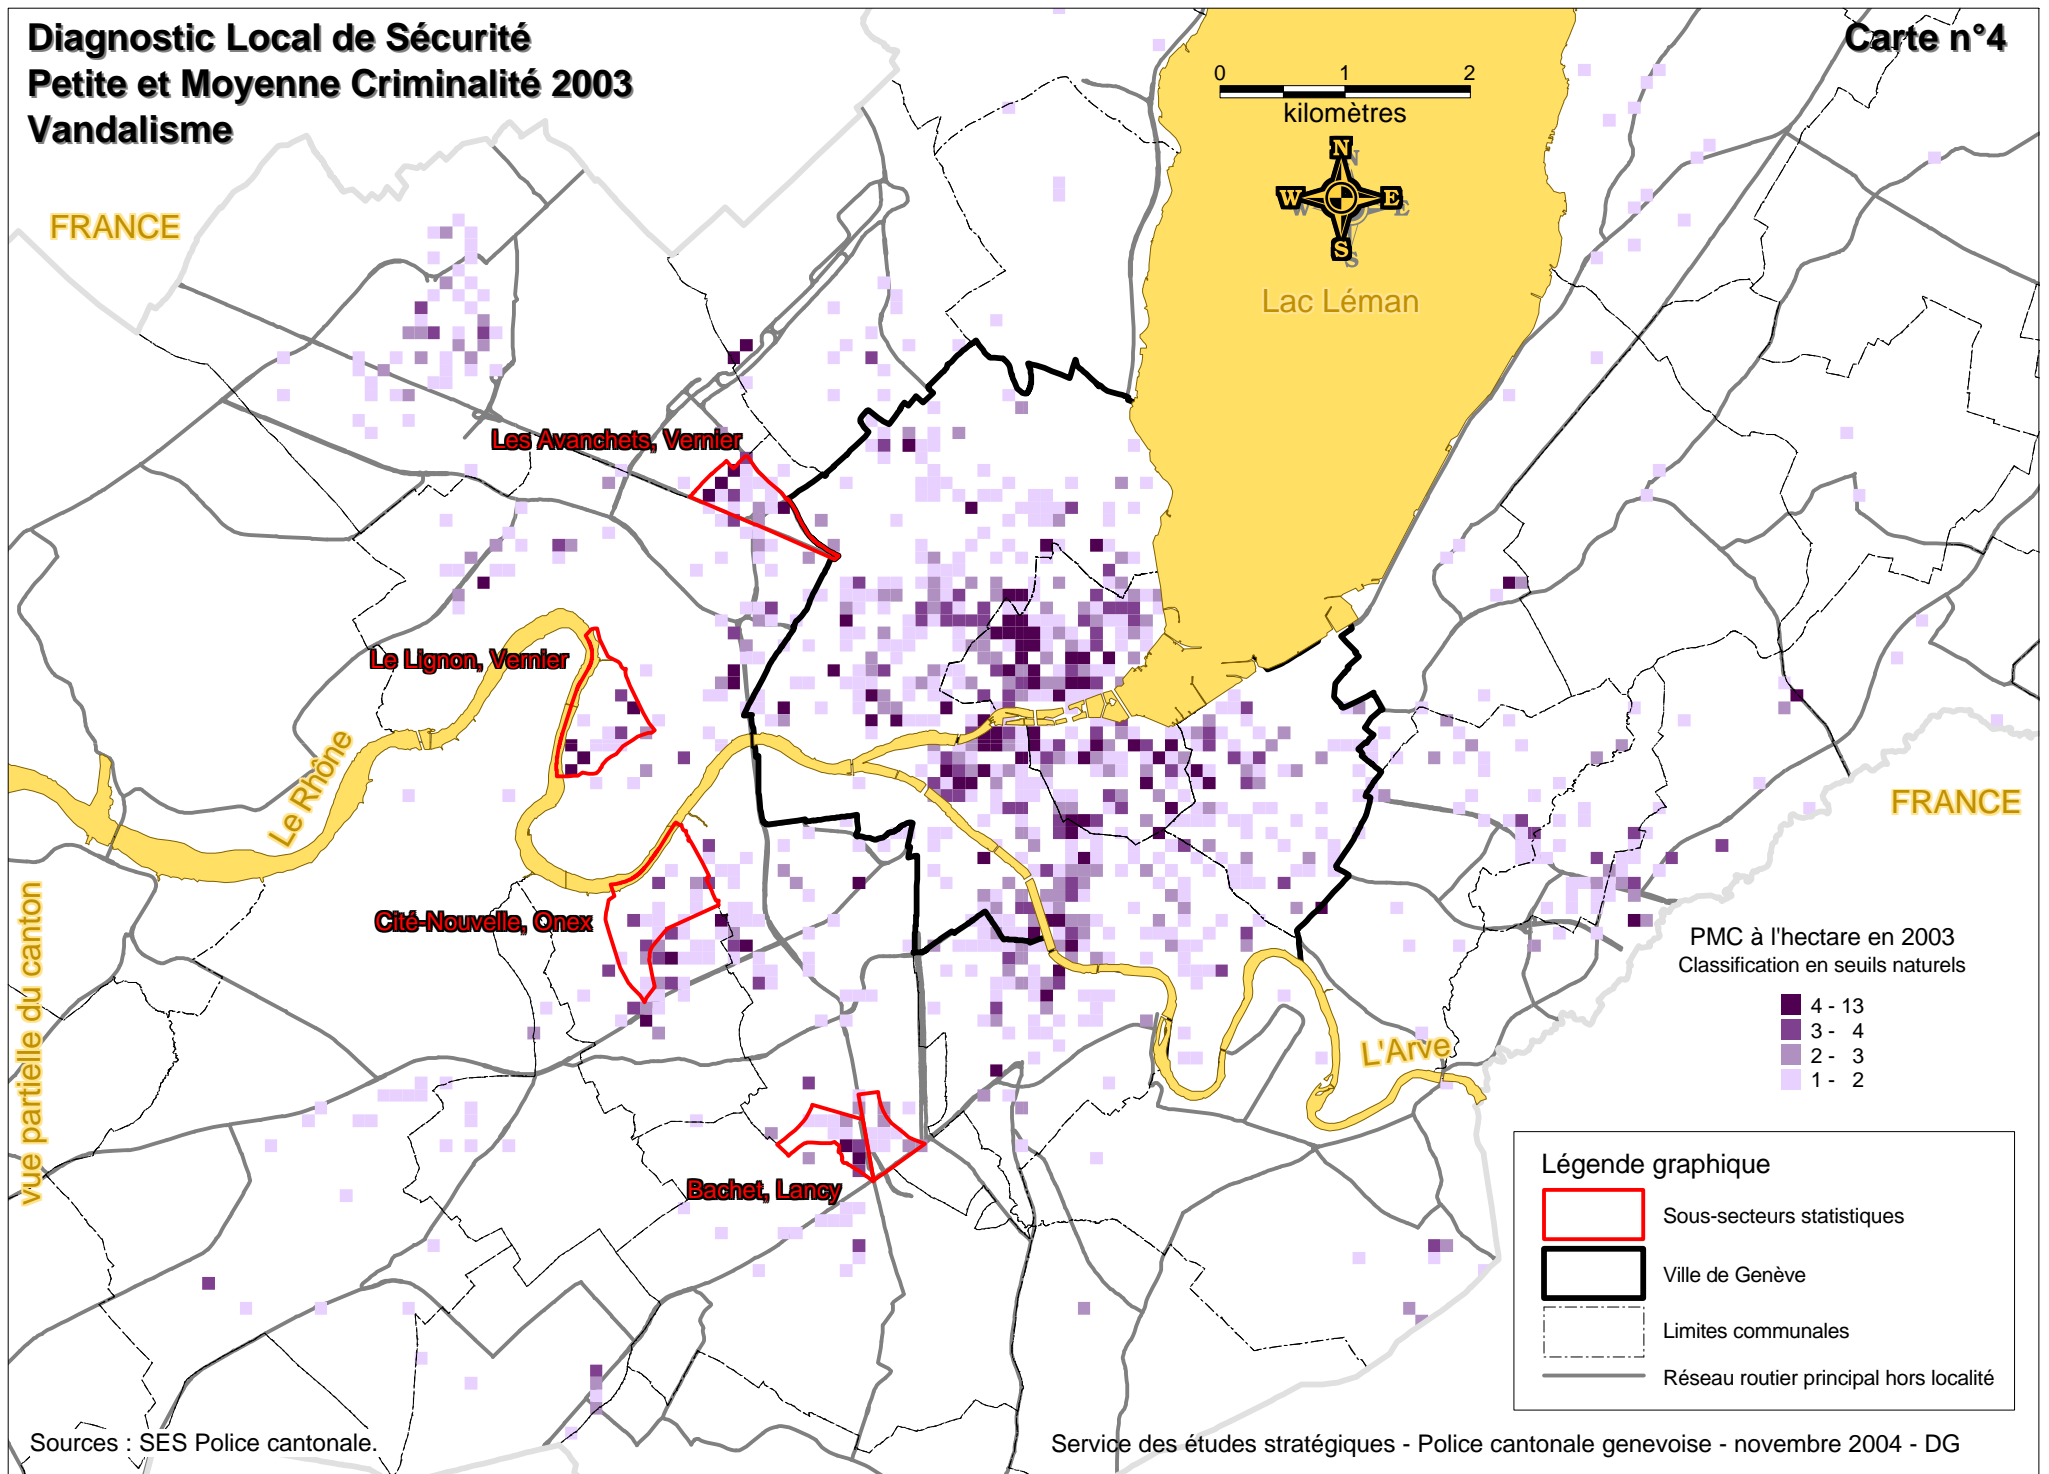 Diagnostic Local de Sécurité
Petite et Moyenne Criminalité 2003
Vandalisme
Carte n°4
0 1 2
kilomètres
N
W E
S
FRANCE
Lac Léman
Les Avanchets, Vernier
Le Lignon, Vernier
Le Rhône
FRANCE
Cité-Nouvelle, Onex
vue partielle du canton
PMC à l'hectare en 2003
Classification en seuils naturels
4 - 13
3 - 4
2 - 3
1 - 2
L'Arve
Bachet, Lancy
Légende graphique
Sous-secteurs statistiques
Ville de Genève
Limites communales
Réseau routier principal hors localité
Sources : SES Police cantonale.
Service des études stratégiques - Police cantonale genevoise - novembre 2004 - DG